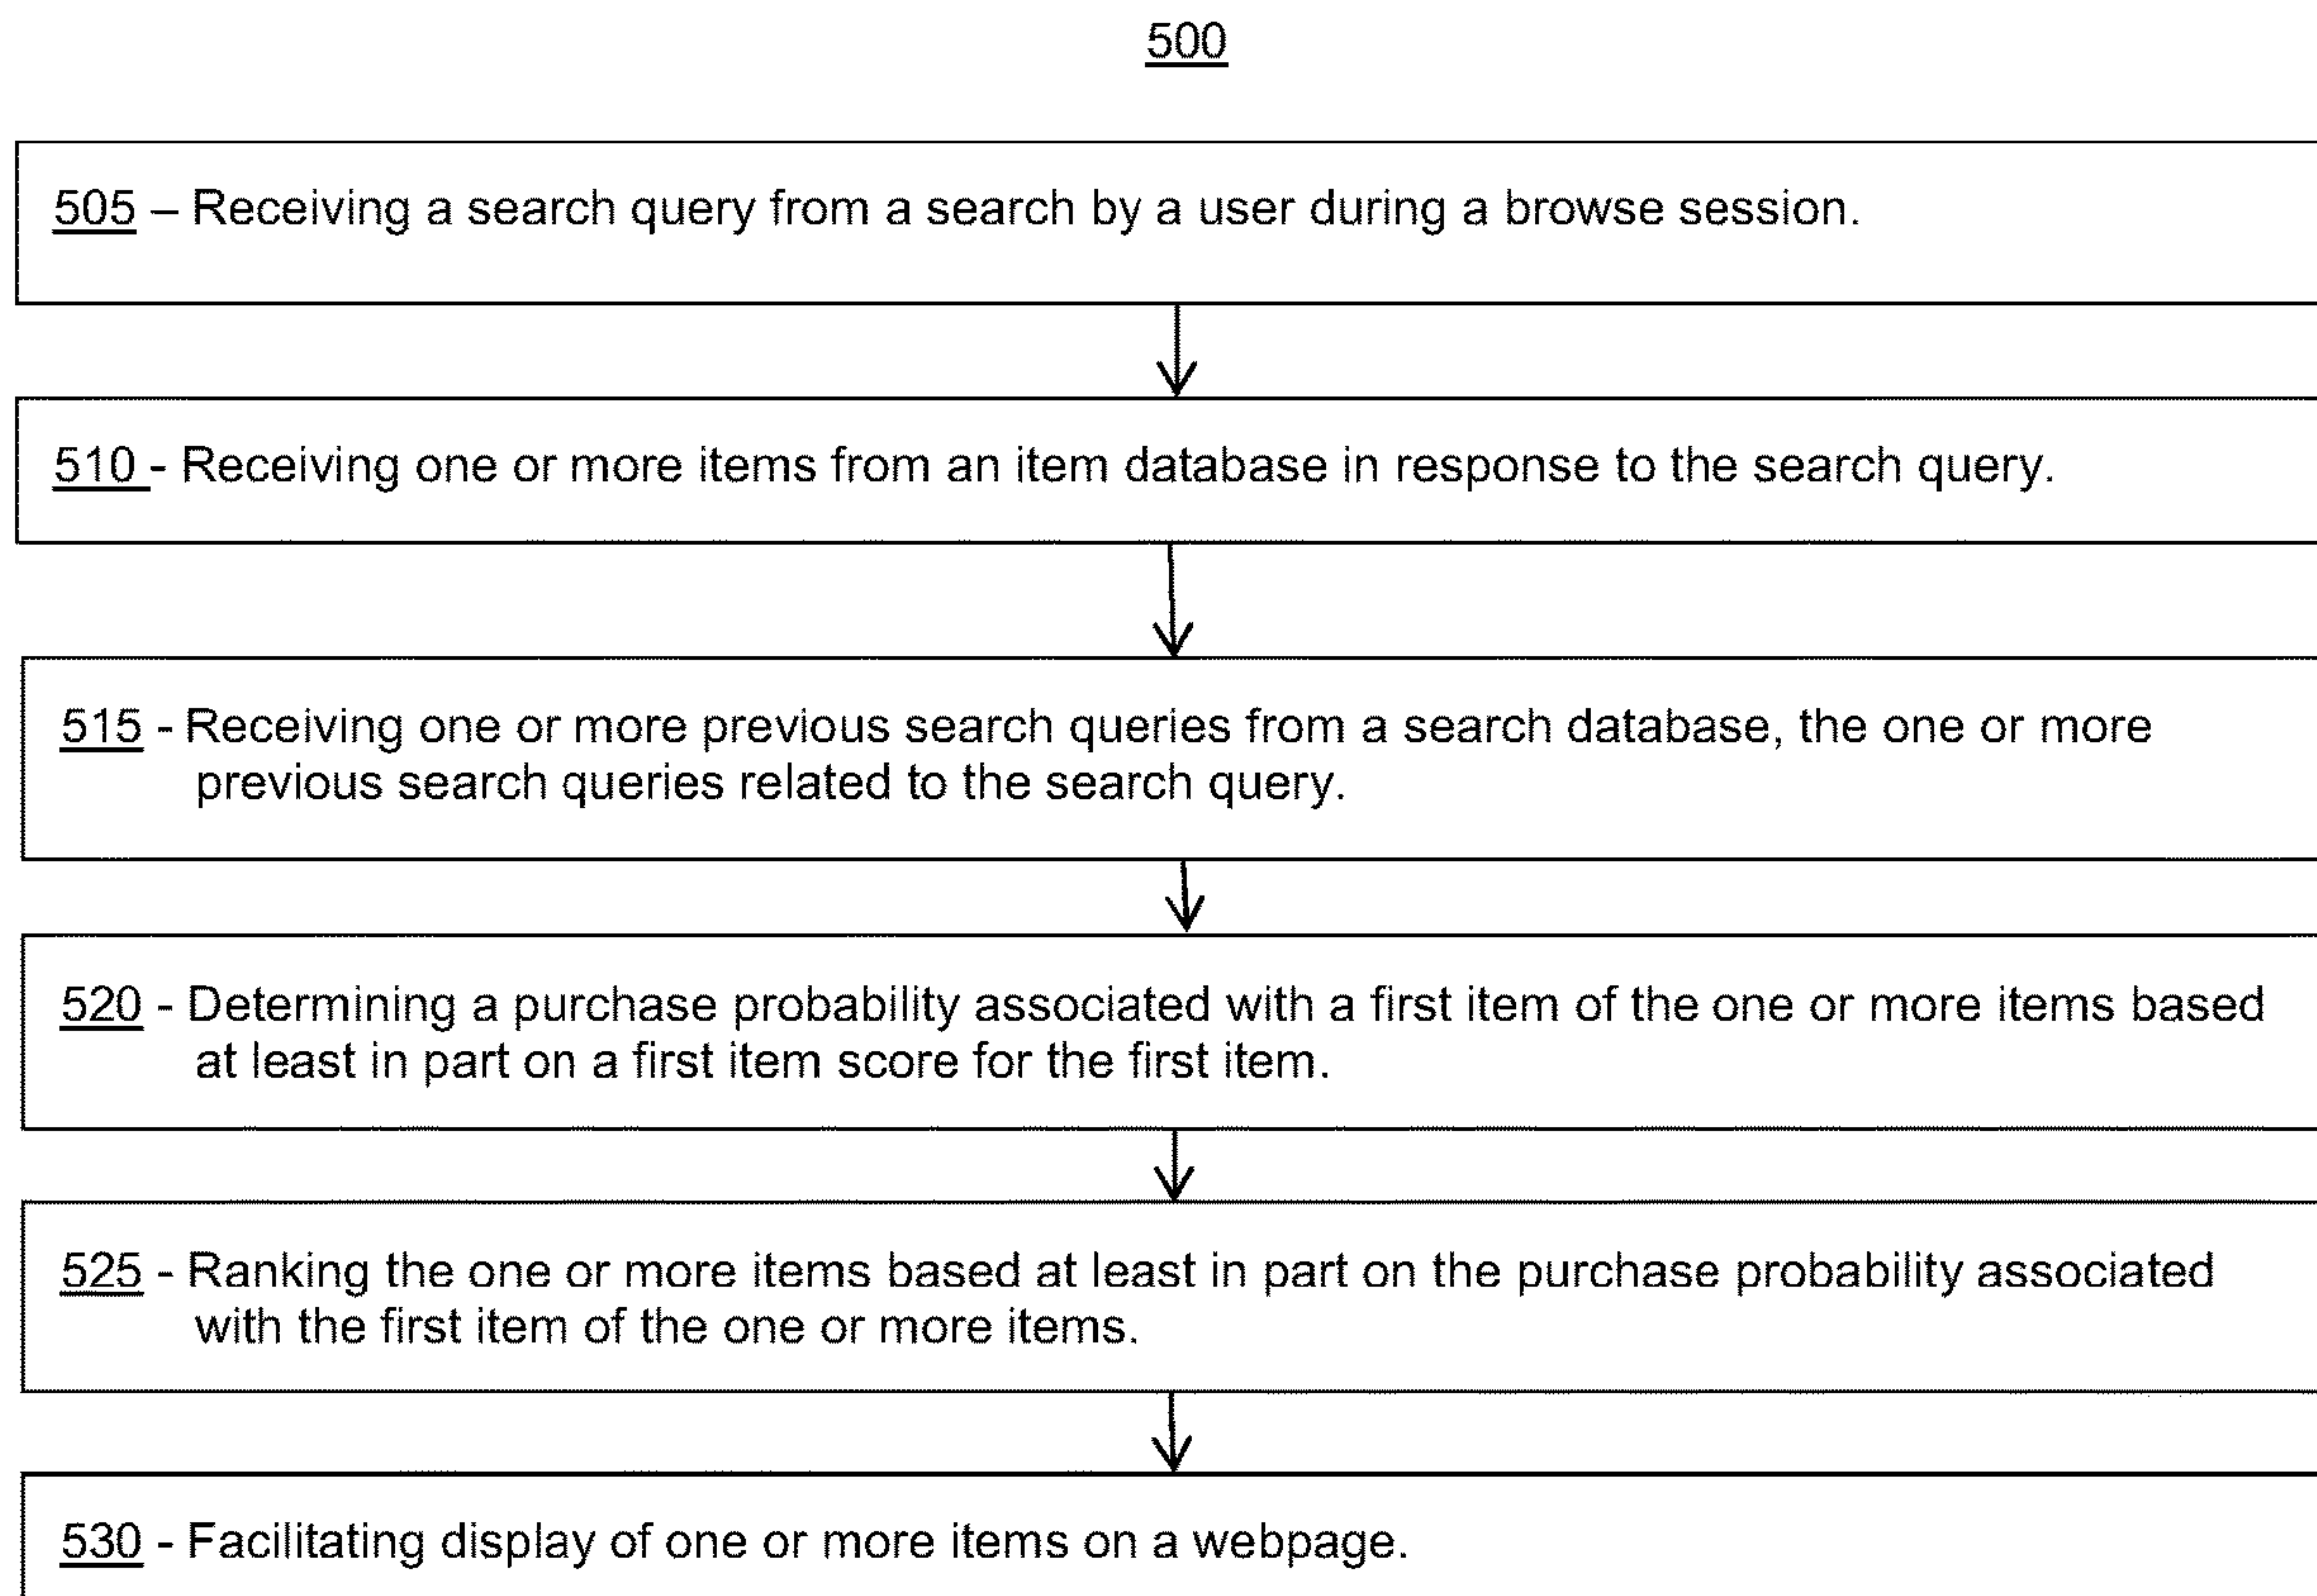 500
505 – Receiving a search query from a search by a user during a browse session.
510 - Receiving one or more items from an item database in response to the search query.
515 - Receiving one or more previous search queries from a search database, the one or more
previous search queries related to the search query.
520 - Determining a purchase probability associated with a first item of the one or more items based
at least in part on a first item score for the first item.
525 - Ranking the one or more items based at least in part on the purchase probability associated
with the first item of the one or more items.
530 - Facilitating display of one or more items on a webpage.